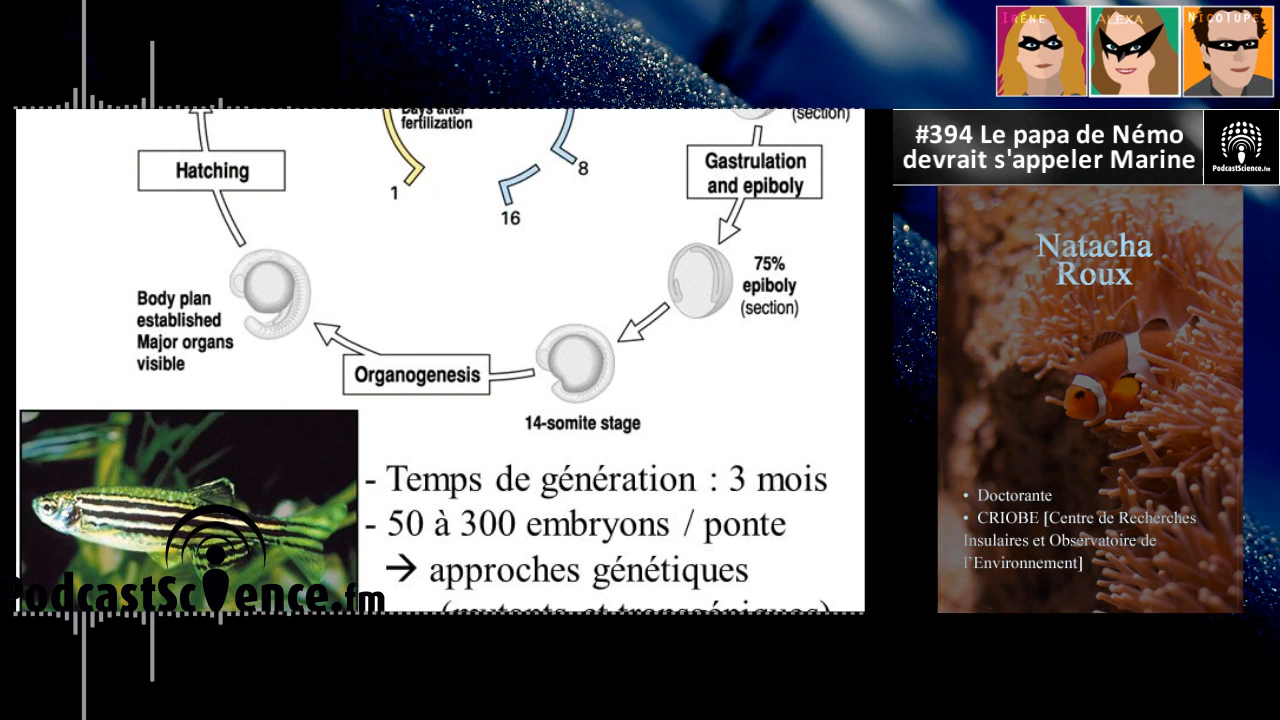 IRÈNE
ALEXA
NICOTUPE
#394 Le papa de Némo
devrait s'appeler Marine
PodcastScience.fm
Natacha
Roux
• Doctorante
• CRIOBE [Centre de Recherches
Insulaires et Observatoire de
l'Environnement]
Days after
fertilization
1
16
8
(section)
Gastrulation
and epiboly
75%
epiboly
(section)
14-somite stage
Organogenesis
Body plan
established
Major organs
visible
Hatching
- Temps de génération : 3 mois
- 50 à 300 embryons / ponte
→ approches génétiques
(mutants et transgéniques)
PodcastScience.fm